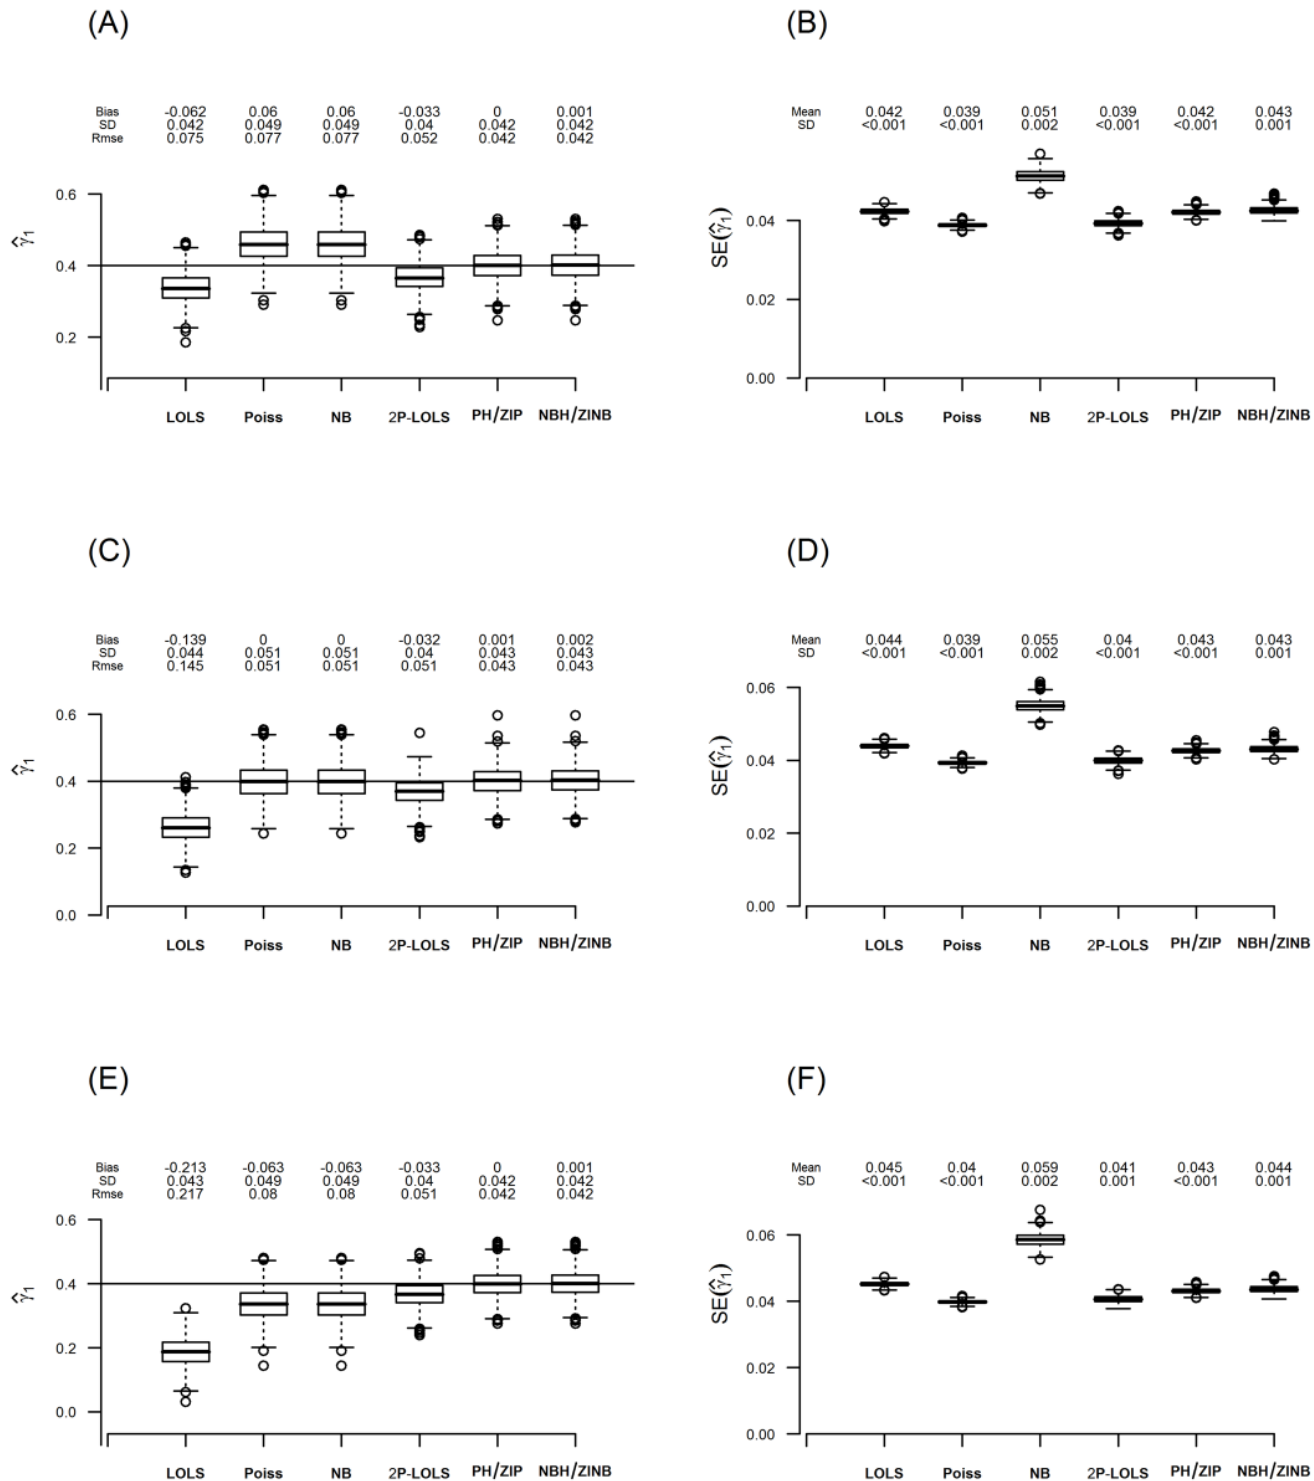 (A)
Bias -0.062 0.06 0.06 -0.033 0 0.001
SD 0.042 0.049 0.049 0.04 0.042 0.042
Rmse 0.075 0.077 0.077 0.052 0.042 0.042
0.6
0.4
0.2
γ̂1
LOLS Poiss NB 2P-LOLS PH/ZIP NBH/ZINB
(B)
Mean 0.042 0.039 0.051 0.039 0.042 0.043
SD <0.001 <0.001 0.002 <0.001 <0.001 0.001
0.04
0.02
0.00
SE(γ̂1)
LOLS Poiss NB 2P-LOLS PH/ZIP NBH/ZINB
(C)
Bias -0.139 0 0 -0.032 0.001 0.002
SD 0.044 0.051 0.051 0.04 0.043 0.043
Rmse 0.145 0.051 0.051 0.051 0.043 0.043
0.6
0.4
0.2
0.0
γ̂1
LOLS Poiss NB 2P-LOLS PH/ZIP NBH/ZINB
(D)
Mean 0.044 0.039 0.055 0.04 0.043 0.043
SD <0.001 <0.001 0.002 <0.001 <0.001 0.001
0.06
0.04
0.02
0.00
SE(γ̂1)
LOLS Poiss NB 2P-LOLS PH/ZIP NBH/ZINB
(E)
Bias -0.213 -0.063 -0.063 -0.033 0 0.001
SD 0.043 0.049 0.049 0.04 0.042 0.042
Rmse 0.217 0.08 0.08 0.051 0.042 0.042
0.6
0.4
0.2
0.0
γ̂1
LOLS Poiss NB 2P-LOLS PH/ZIP NBH/ZINB
(F)
Mean 0.045 0.04 0.059 0.041 0.043 0.044
SD <0.001 <0.001 0.002 0.001 <0.001 0.001
0.06
0.04
0.02
0.00
SE(γ̂1)
LOLS Poiss NB 2P-LOLS PH/ZIP NBH/ZINB